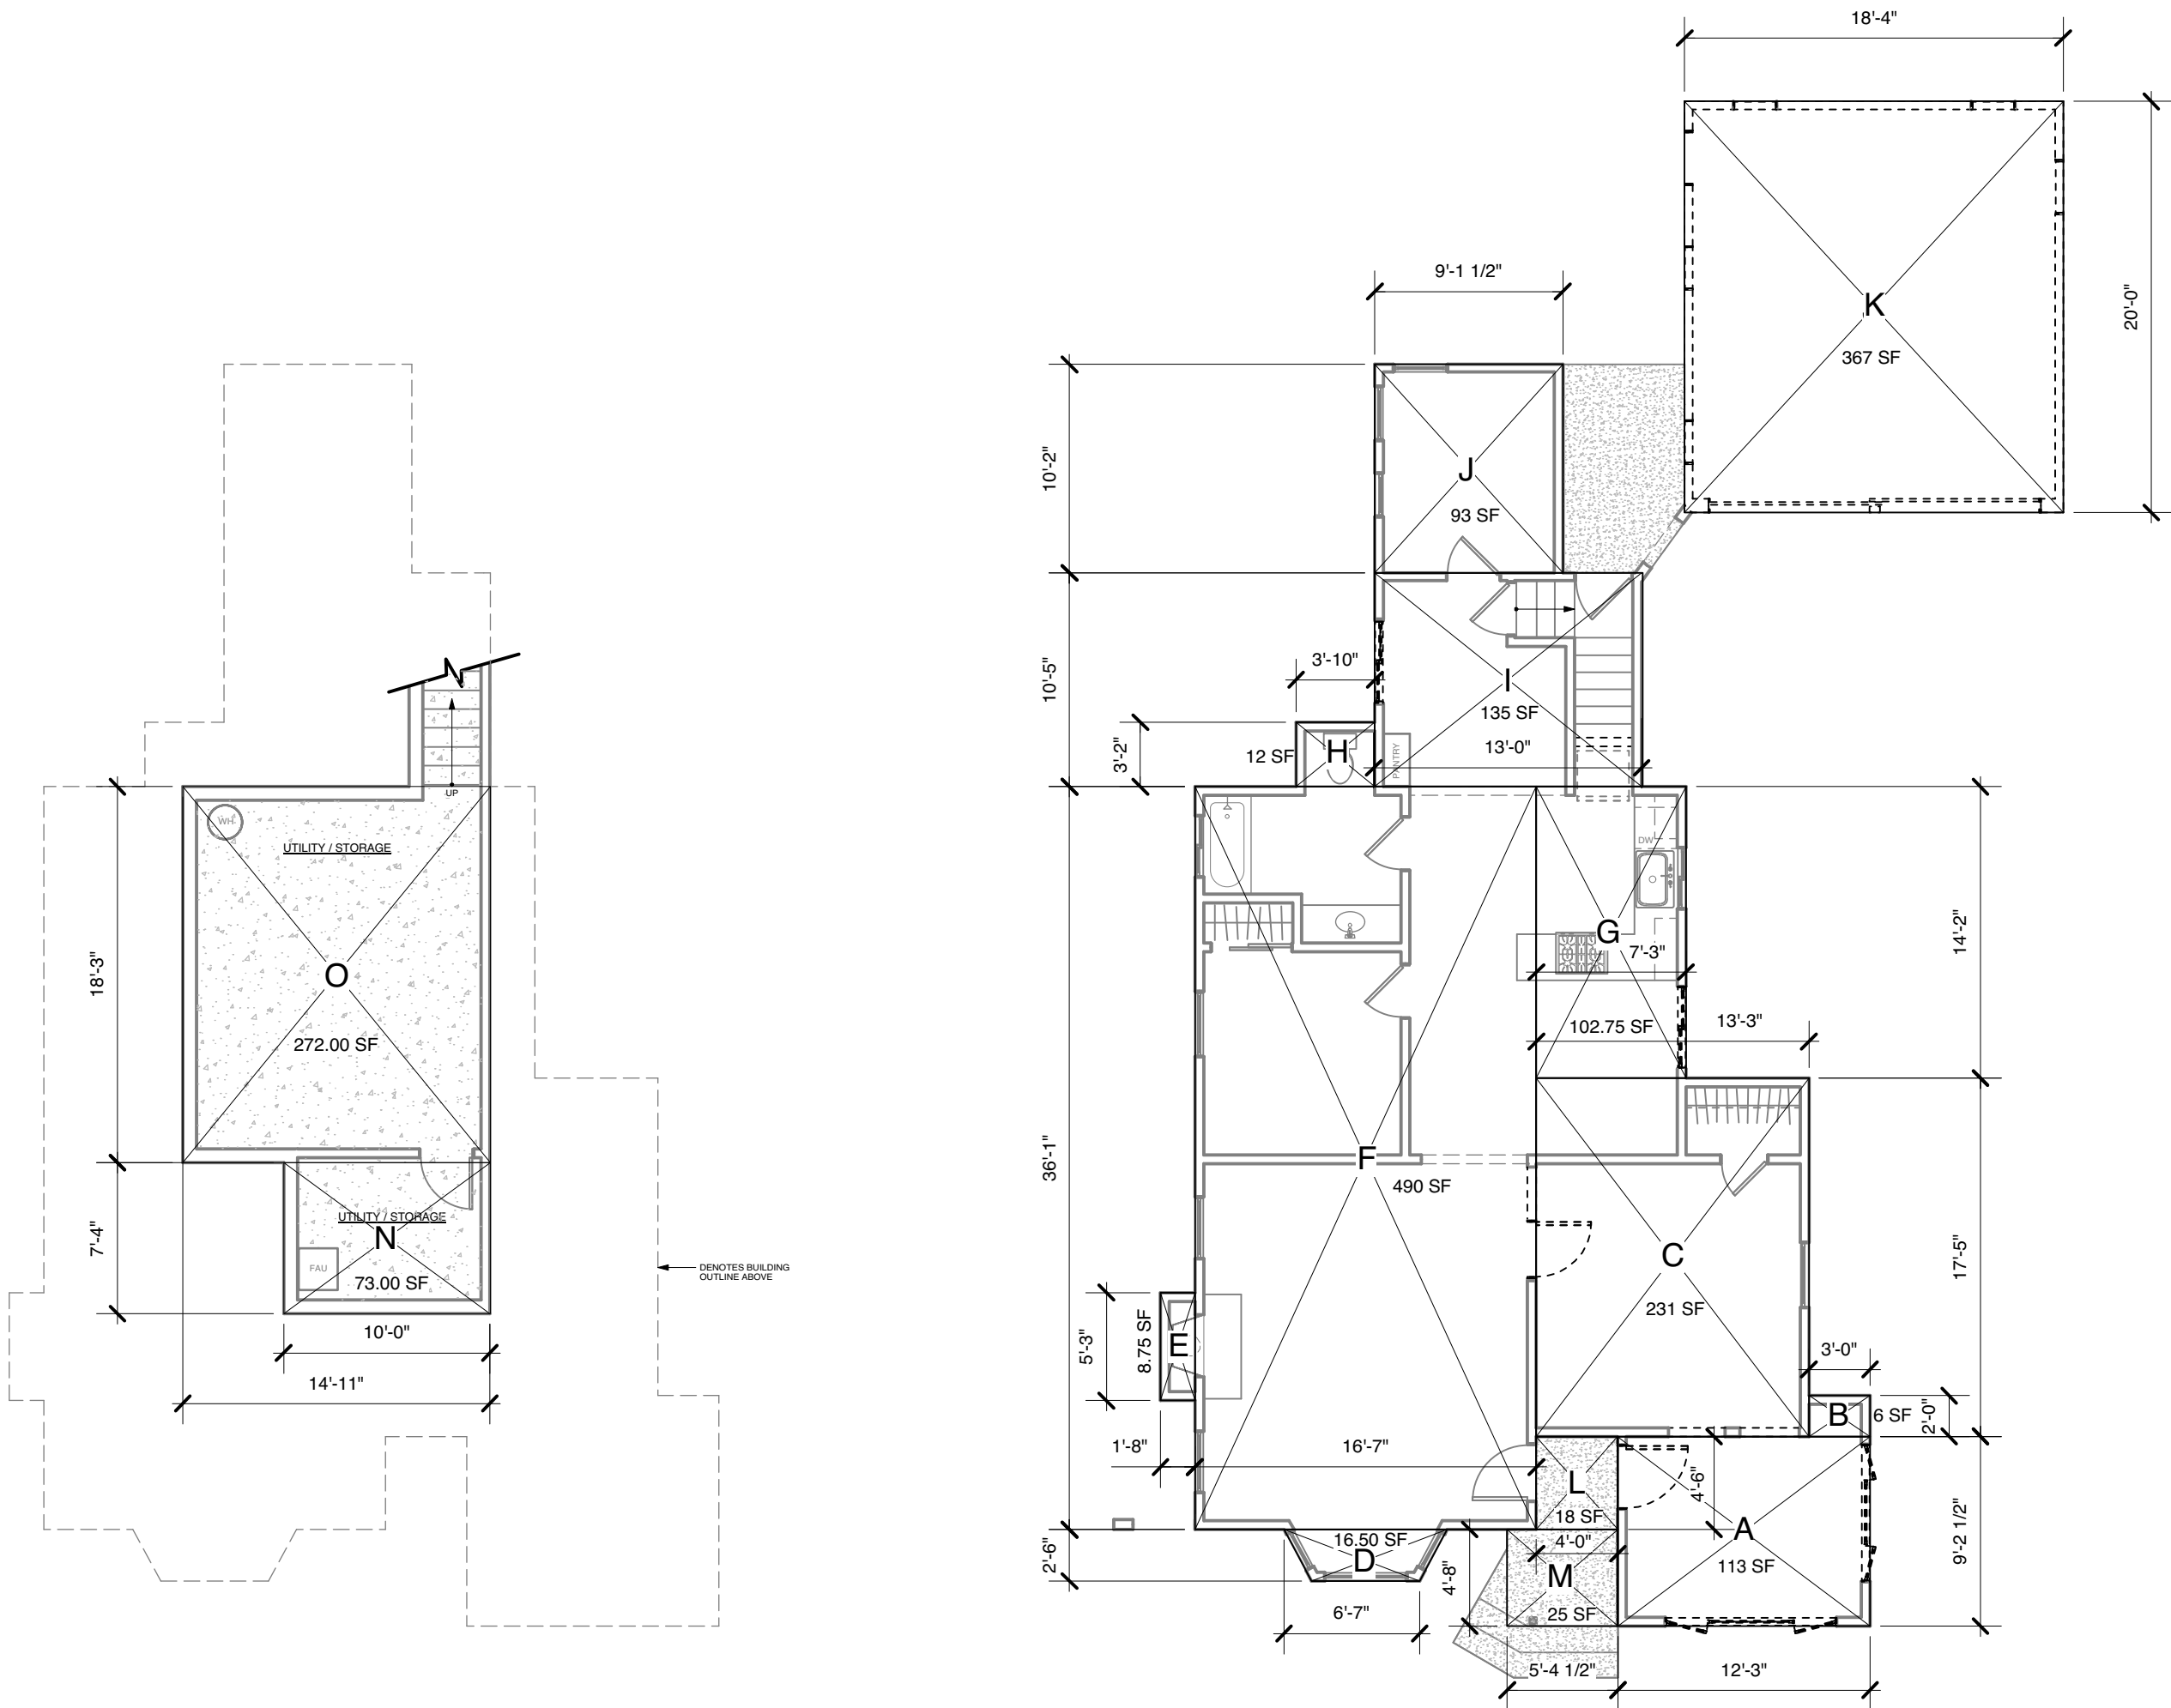 18'-4"
20'-0"
K
367 SF
9'-1 1/2"
10'-2"
J
93 SF
10'-5"
3'-10"
I
135 SF
13'-0"
3'-2"
12 SF
H
PANTRY
UP
WH
UTILITY / STORAGE
18'-3"
O
272.00 SF
7'-4"
UTILITY / STORAGE
N
FAU
73.00 SF
10'-0"
14'-11"
DENOTES BUILDING
OUTLINE ABOVE
DW
G
7'-3"
14'-2"
102.75 SF
13'-3"
36'-1"
F
490 SF
C
231 SF
17'-5"
5'-3"
8.75 SF
E
3'-0"
B
6 SF
2'-0"
1'-8"
16'-7"
L
18 SF
4'-6"
4'-0"
A
113 SF
9'-2 1/2"
16.50 SF
D
2'-6"
4'-8"
M
25 SF
6'-7"
5'-4 1/2"
12'-3"